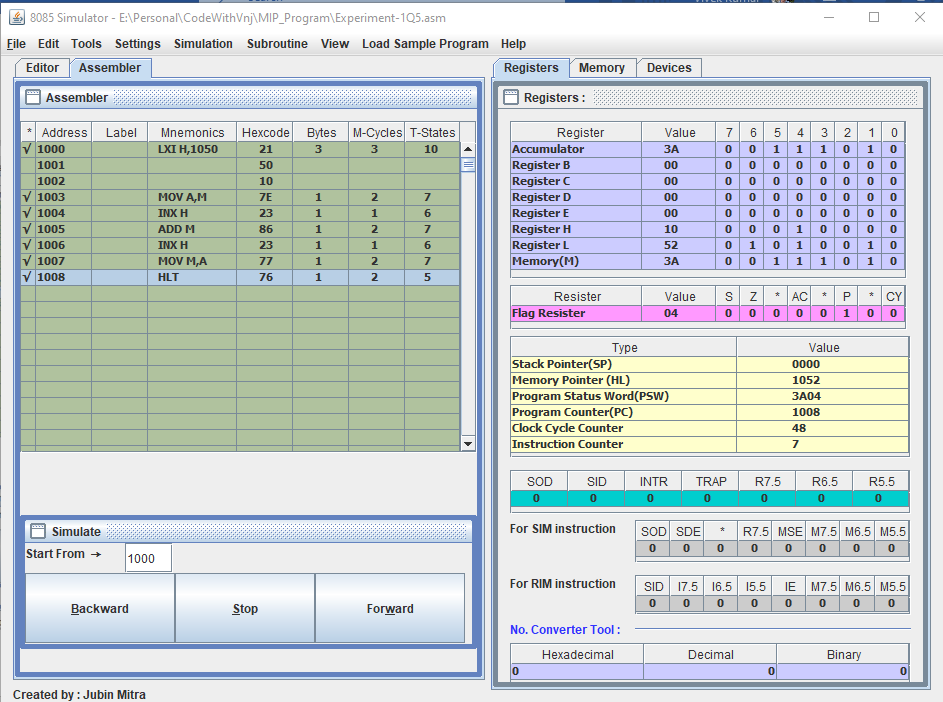 8085 Simulator - E:\Personal\CodeWithVnj\MIP_Program\Experiment-1Q5.asm
File Edit Tools Settings Simulation Subroutine View Load Sample Program Help
Editor Assembler
Assembler
* Address Label Mnemonics Hexcode Bytes M-Cycles T-States
√ 1000 LXI H,1050 21 3 3 10
1001 50
1002 10
√ 1003 MOV A,M 7E 1 2 7
√ 1004 INX H 23 1 1 6
√ 1005 ADD M 86 1 2 7
√ 1006 INX H 23 1 1 6
√ 1007 MOV M,A 77 1 2 7
√ 1008 HLT 76 1 2 5
Simulate
Start From → 1000
Backward Stop Forward
Created by : Jubin Mitra
Registers Memory Devices
Registers :
Register Value 7 6 5 4 3 2 1 0
Accumulator 3A 0 0 1 1 1 0 1 0
Register B 00 0 0 0 0 0 0 0 0
Register C 00 0 0 0 0 0 0 0 0
Register D 00 0 0 0 0 0 0 0 0
Register E 00 0 0 0 0 0 0 0 0
Register H 10 0 0 0 1 0 0 0 0
Register L 52 0 1 0 1 0 0 1 0
Memory(M) 3A 0 0 1 1 1 0 1 0
Resister Value S Z * AC * P * CY
Flag Resister 04 0 0 0 0 0 1 0 0
Type Value
Stack Pointer(SP) 0000
Memory Pointer (HL) 1052
Program Status Word(PSW) 3A04
Program Counter(PC) 1008
Clock Cycle Counter 48
Instruction Counter 7
SOD SID INTR TRAP R7.5 R6.5 R5.5
0 0 0 0 0 0 0
For SIM instruction SOD SDE * R7.5 MSE M7.5 M6.5 M5.5
0 0 0 0 0 0 0 0
For RIM instruction SID I7.5 I6.5 I5.5 IE M7.5 M6.5 M5.5
0 0 0 0 0 0 0 0
No. Converter Tool :
Hexadecimal Decimal Binary
0 0 0